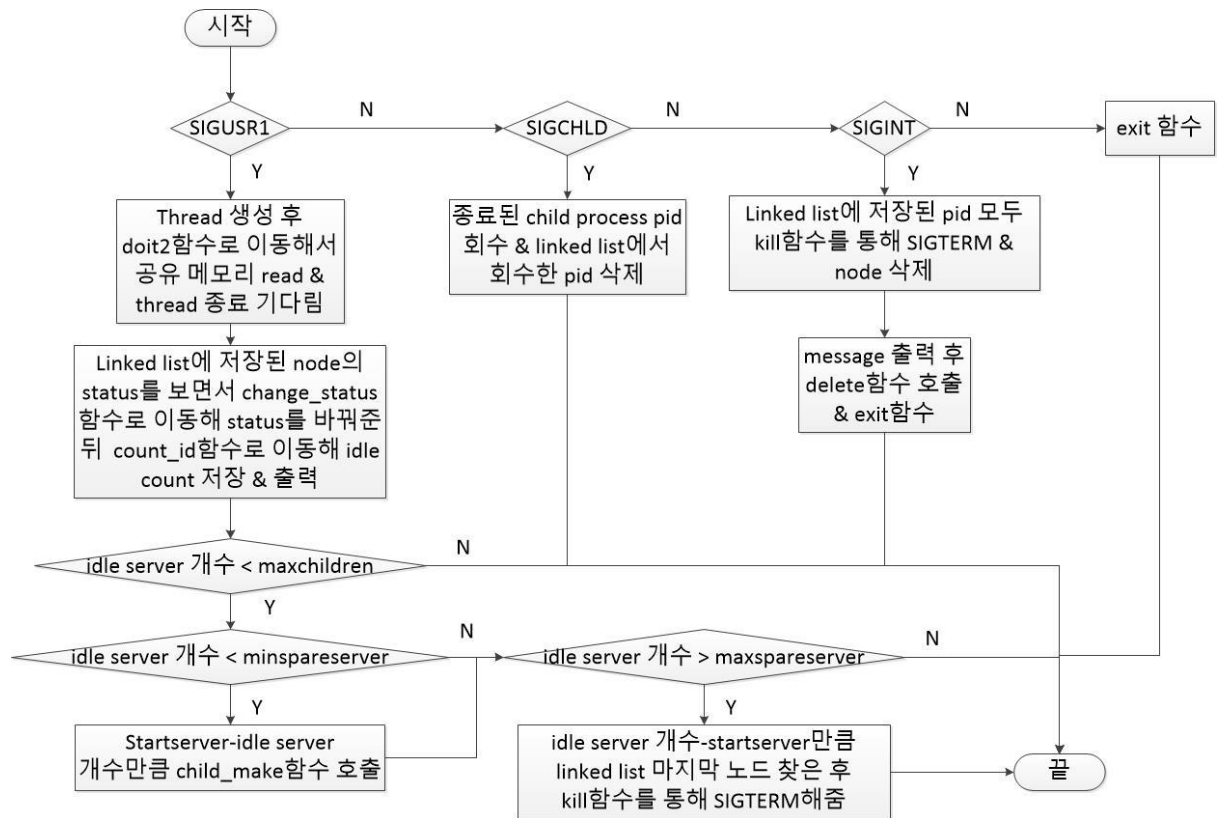 시작
SIGUSR1
N
SIGCHLD
N
SIGINT
N
exit 함수
Y
Y
Y
Thread 생성 후
doit2함수로 이동해서
공유 메모리 read &
thread 종료 기다림
종료된 child process pid
회수 & linked list에서
회수한 pid 삭제
Linked list에 저장된 pid 모두
kill함수를 통해 SIGTERM &
node 삭제
Linked list에 저장된 node의
status를 보면서 change_status
함수로 이동해 status를 바꿔준
뒤 count_id함수로 이동해 idle
count 저장 & 출력
message 출력 후
delete함수 호출
& exit함수
idle server 개수 < maxchildren
N
Y
idle server 개수 < minspareserver
N
idle server 개수 > maxspareserver
N
Y
Y
Startserver-idle server
개수만큼 child_make함수 호출
idle server 개수-startserver만큼
linked list 마지막 노드 찾은 후
kill함수를 통해 SIGTERM해줌
끝